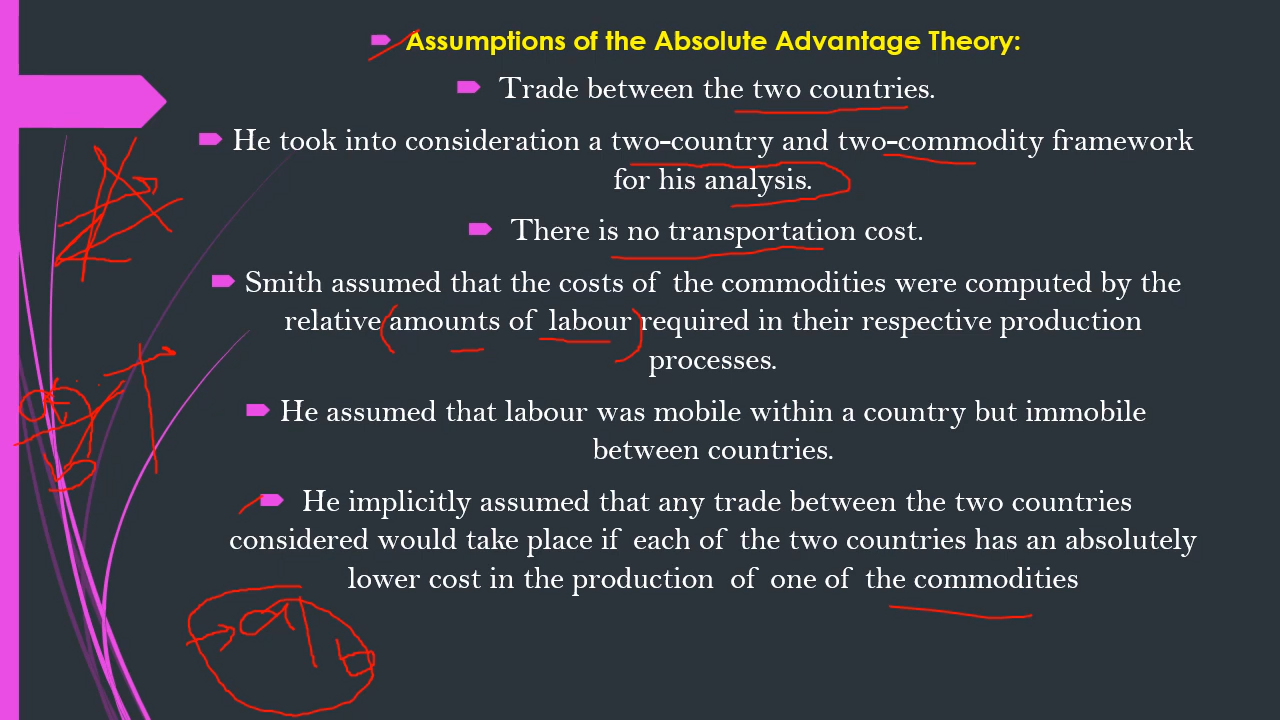 Assumptions of the Absolute Advantage Theory:
Trade between the two countries.
He took into consideration a two-country and two-commodity framework
for his analysis.
There is no transportation cost.
Smith assumed that the costs of the commodities were computed by the
relative amounts of labour required in their respective production
processes.
He assumed that labour was mobile within a country but immobile
between countries.
He implicitly assumed that any trade between the two countries
considered would take place if each of the two countries has an absolutely
lower cost in the production of one of the commodities